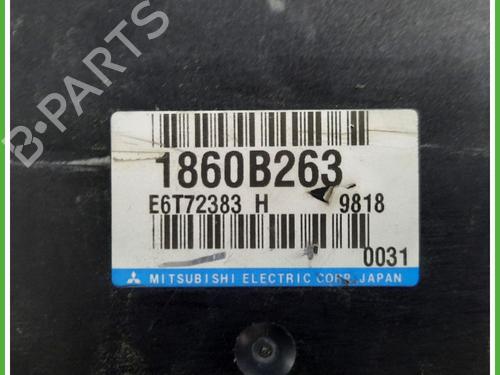 B-PARTS
1860B263
E6T72383 H 9818
0031
MITSUBISHI ELECTRIC CORP. JAPAN